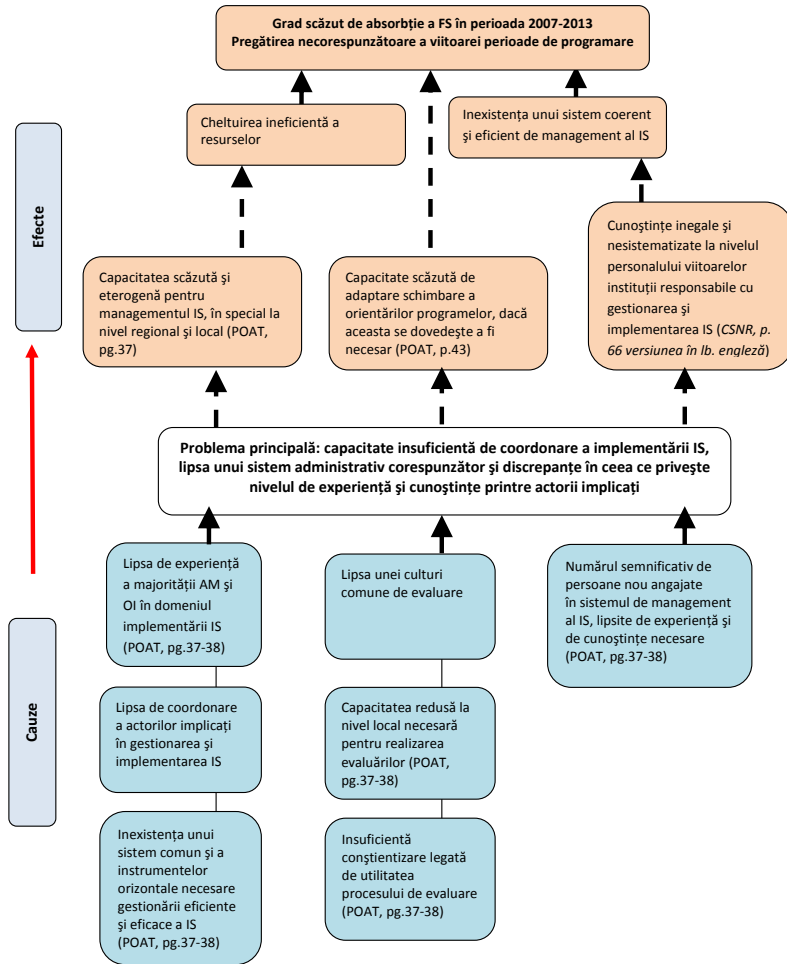 Grad scăzut de absorbție a FS în perioada 2007-2013
Pregătirea necorespunzătoare a viitoarei perioade de programare
Cheltuirea ineficientă a
resurselor
Inexistența unui sistem coerent
și eficient de management al IS
Efecte
Capacitatea scăzută și
eterogenă pentru
managementul IS, în special la
nivel regional și local (POAT,
pg.37)
Capacitate scăzută de
adaptare schimbare a
orientărilor programelor, dacă
aceasta se dovedește a fi
necesar (POAT, p.43)
Cunoștințe inegale și
nesistematizate la nivelul
personalului viitoarelor
instituții responsabile cu
gestionarea și
implementarea IS (CSNR, p.
66 versiunea în lb. engleză)
Problema principală: capacitate insuficientă de coordonare a implementării IS,
lipsa unui sistem administrativ corespunzător și discrepanțe în ceea ce privește
nivelul de experiență și cunoștințe printre actorii implicați
Cauze
Lipsa de experiență
a majorității AM și
OI în domeniul
implementării IS
(POAT, pg.37-38)
Lipsa unei culturi
comune de evaluare
Numărul semnificativ de
persoane nou angajate
în sistemul de management
al IS, lipsite de experiență și
de cunoștințe necesare
(POAT, pg.37-38)
Lipsa de coordonare
a actorilor implicați
în gestionarea și
implementarea IS
Capacitatea redusă la
nivel local necesară
pentru realizarea
evaluărilor (POAT,
pg.37-38)
Inexistența unui
sistem comun și a
instrumentelor
orizontale necesare
gestionării eficiente
și eficace a IS
(POAT, pg.37-38)
Insuficientă
conștientizare legată
de utilitatea
procesului de evaluare
(POAT, pg.37-38)